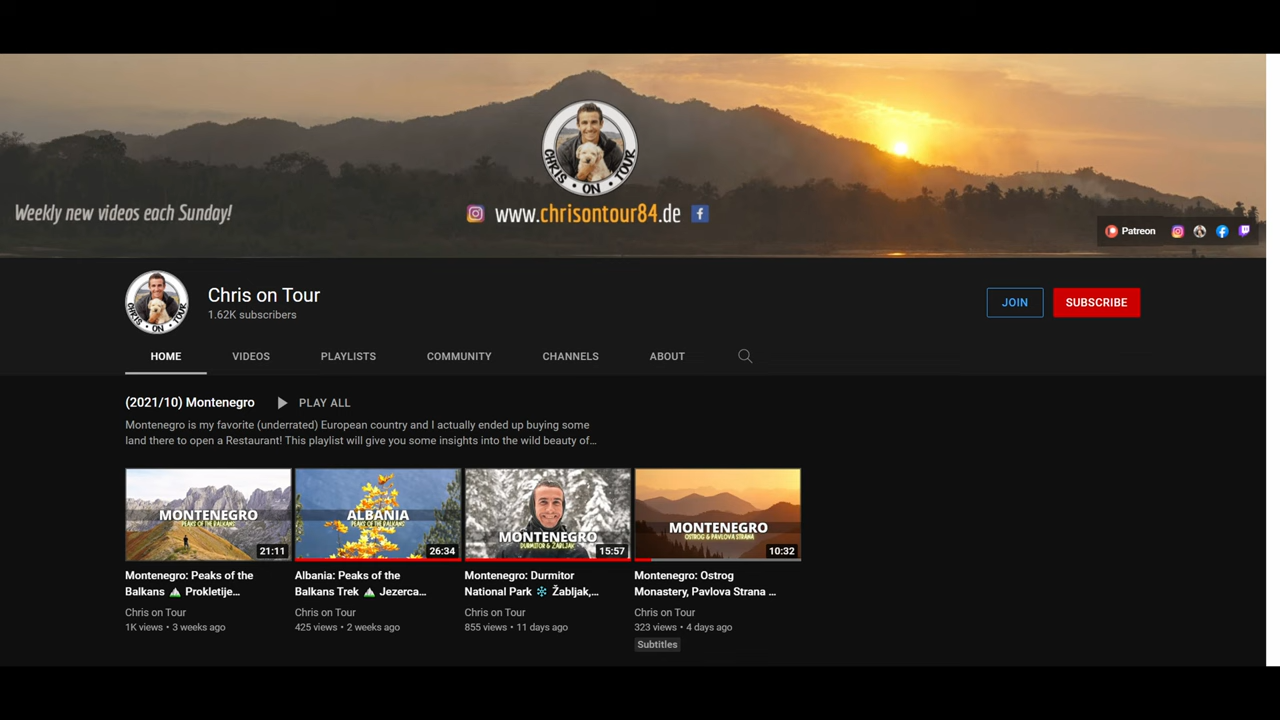 CHRIS • ON • TOUR
Weekly new videos each Sunday!
www.chrisontour84.de
Patreon
CHRIS • ON • TOUR
Chris on Tour
1.62K subscribers
JOIN
SUBSCRIBE
HOME VIDEOS PLAYLISTS COMMUNITY CHANNELS ABOUT
(2021/10) Montenegro PLAY ALL
Montenegro is my favorite (underrated) European country and I actually ended up buying some
land there to open a Restaurant! This playlist will give you some insights into the wild beauty of…
MONTENEGRO
PEAKS OF THE BALKANS
21:11
Montenegro: Peaks of the
Balkans ⛰️ Prokletije...
Chris on Tour
1K views • 3 weeks ago
ALBANIA
PEAKS OF THE BALKANS
26:34
Albania: Peaks of the
Balkans Trek ⛰️ Jezerca...
Chris on Tour
425 views • 2 weeks ago
MONTENEGRO
DURMITOR & ŽABLJAK
15:57
Montenegro: Durmitor
National Park ❄️ Žabljak,...
Chris on Tour
855 views • 11 days ago
MONTENEGRO
OSTROG & PAVLOVA STRANA
10:32
Montenegro: Ostrog
Monastery, Pavlova Strana ...
Chris on Tour
323 views • 4 days ago
Subtitles